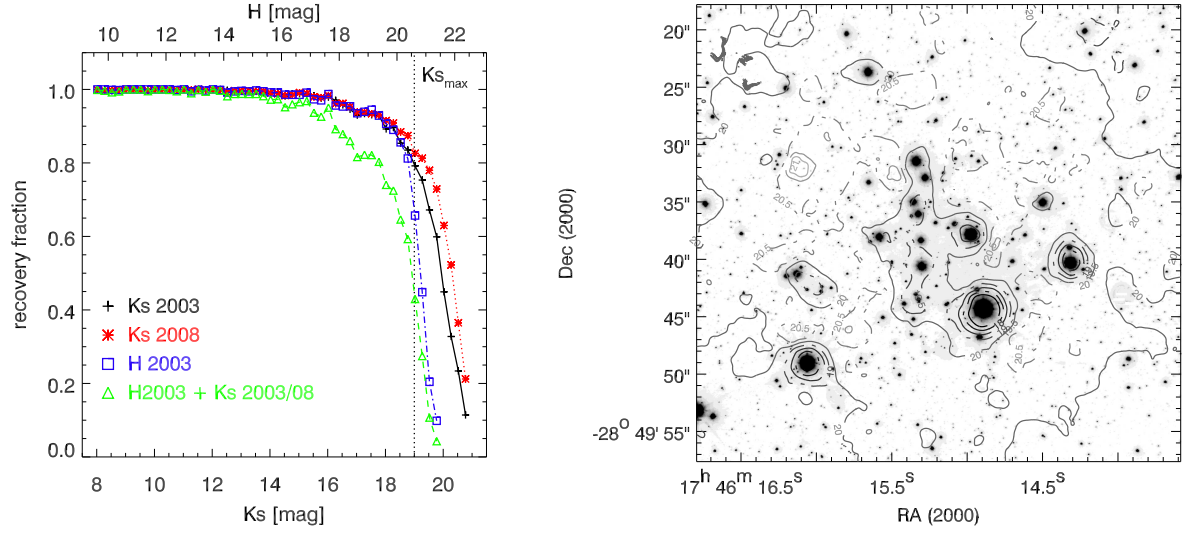 H [mag]
10 12 14 16 18 20 22
Ks_max
1.0
0.8
0.6
0.4
0.2
0.0
recovery fraction
Ks 2003
Ks 2008
H 2003
H2003 + Ks 2003/08
8 10 12 14 16 18 20
Ks [mag]
20"
25"
30"
35"
40"
45"
50"
-28° 49' 55"
Dec (2000)
20
20.5
17h 46m 16.5s 15.5s 14.5s
RA (2000)